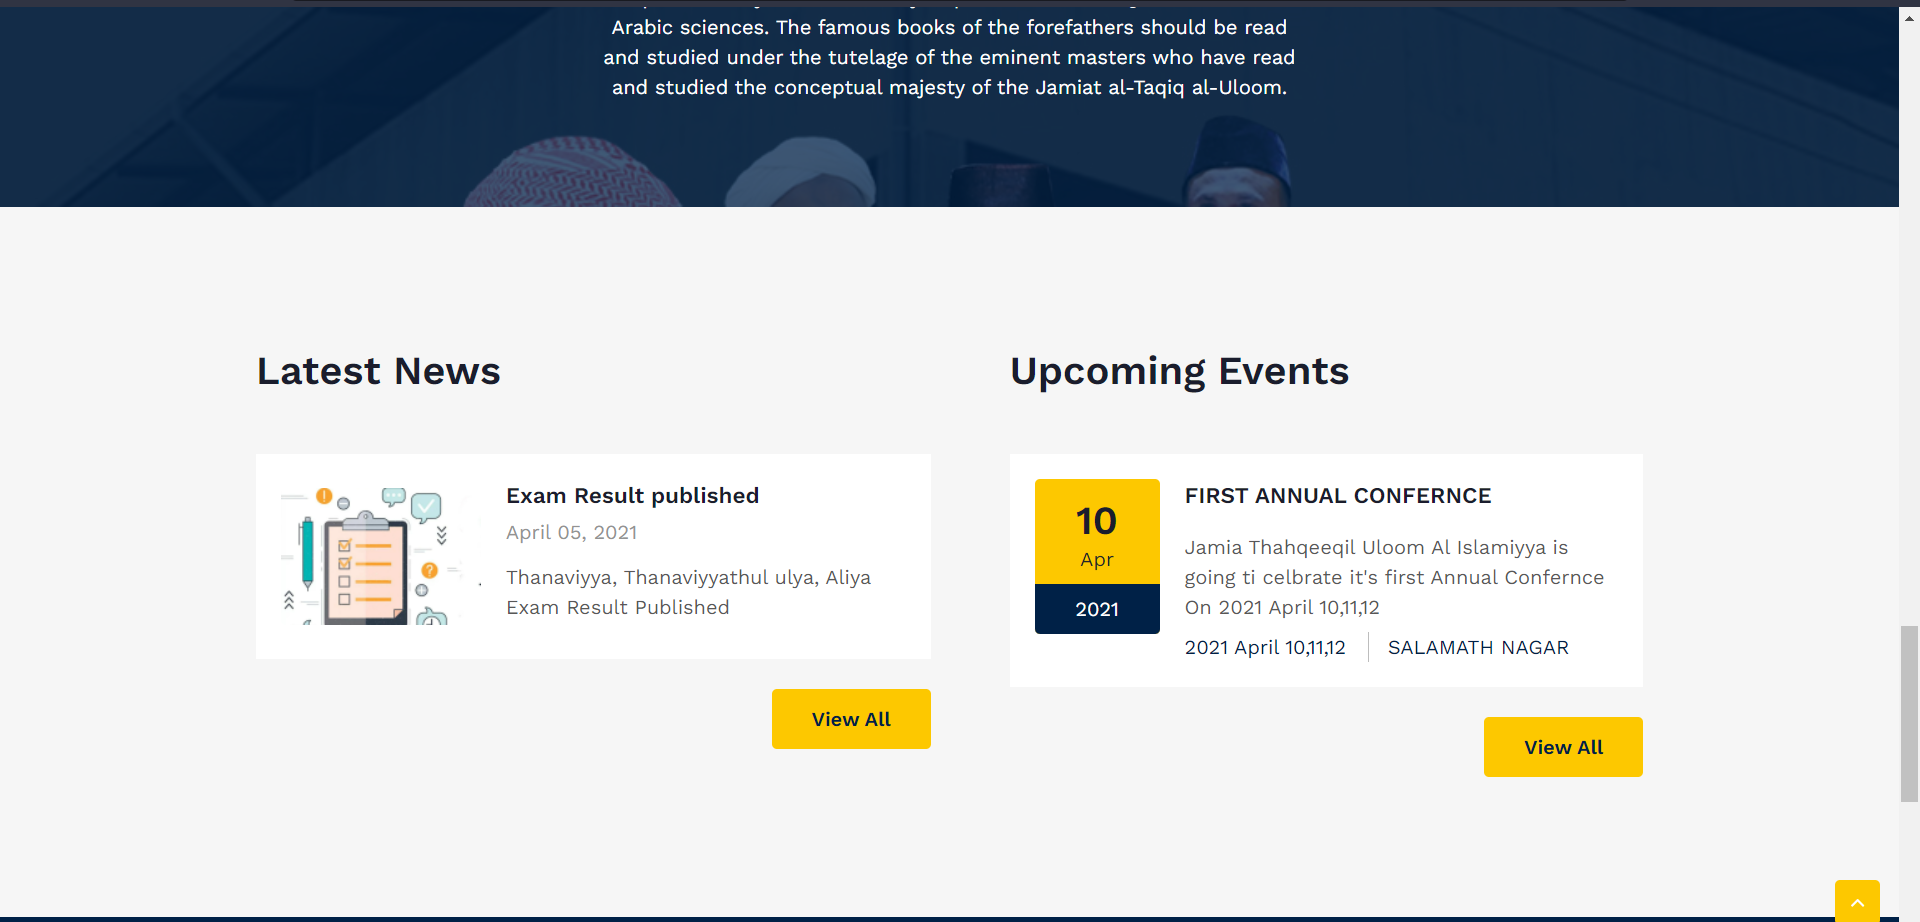 Arabic sciences. The famous books of the forefathers should be read
and studied under the tutelage of the eminent masters who have read
and studied the conceptual majesty of the Jamiat al-Taqiq al-Uloom.
Latest News
Exam Result published
April 05, 2021
Thanaviyya, Thanaviyyathul ulya, Aliya
Exam Result Published
View All
Upcoming Events
10
Apr
2021
FIRST ANNUAL CONFERNCE
Jamia Thahqeeqil Uloom Al Islamiyya is
going ti celbrate it's first Annual Confernce
On 2021 April 10,11,12
2021 April 10,11,12
SALAMATH NAGAR
View All